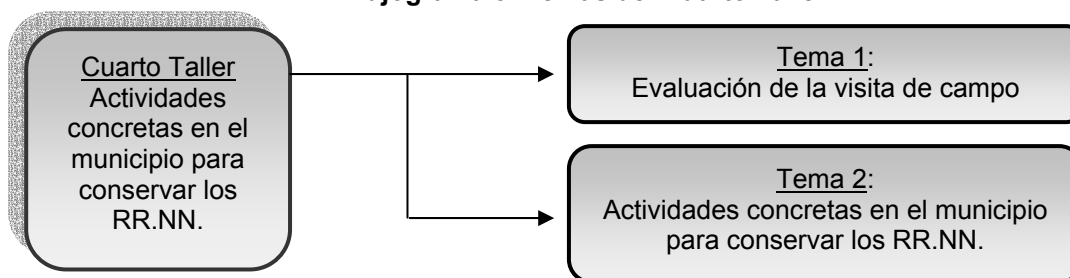 Cuarto Taller
Actividades
concretas en el
municipio para
conservar los
RR.NN.
Tema 1:
Evaluación de la visita de campo
Tema 2:
Actividades concretas en el municipio
para conservar los RR.NN.